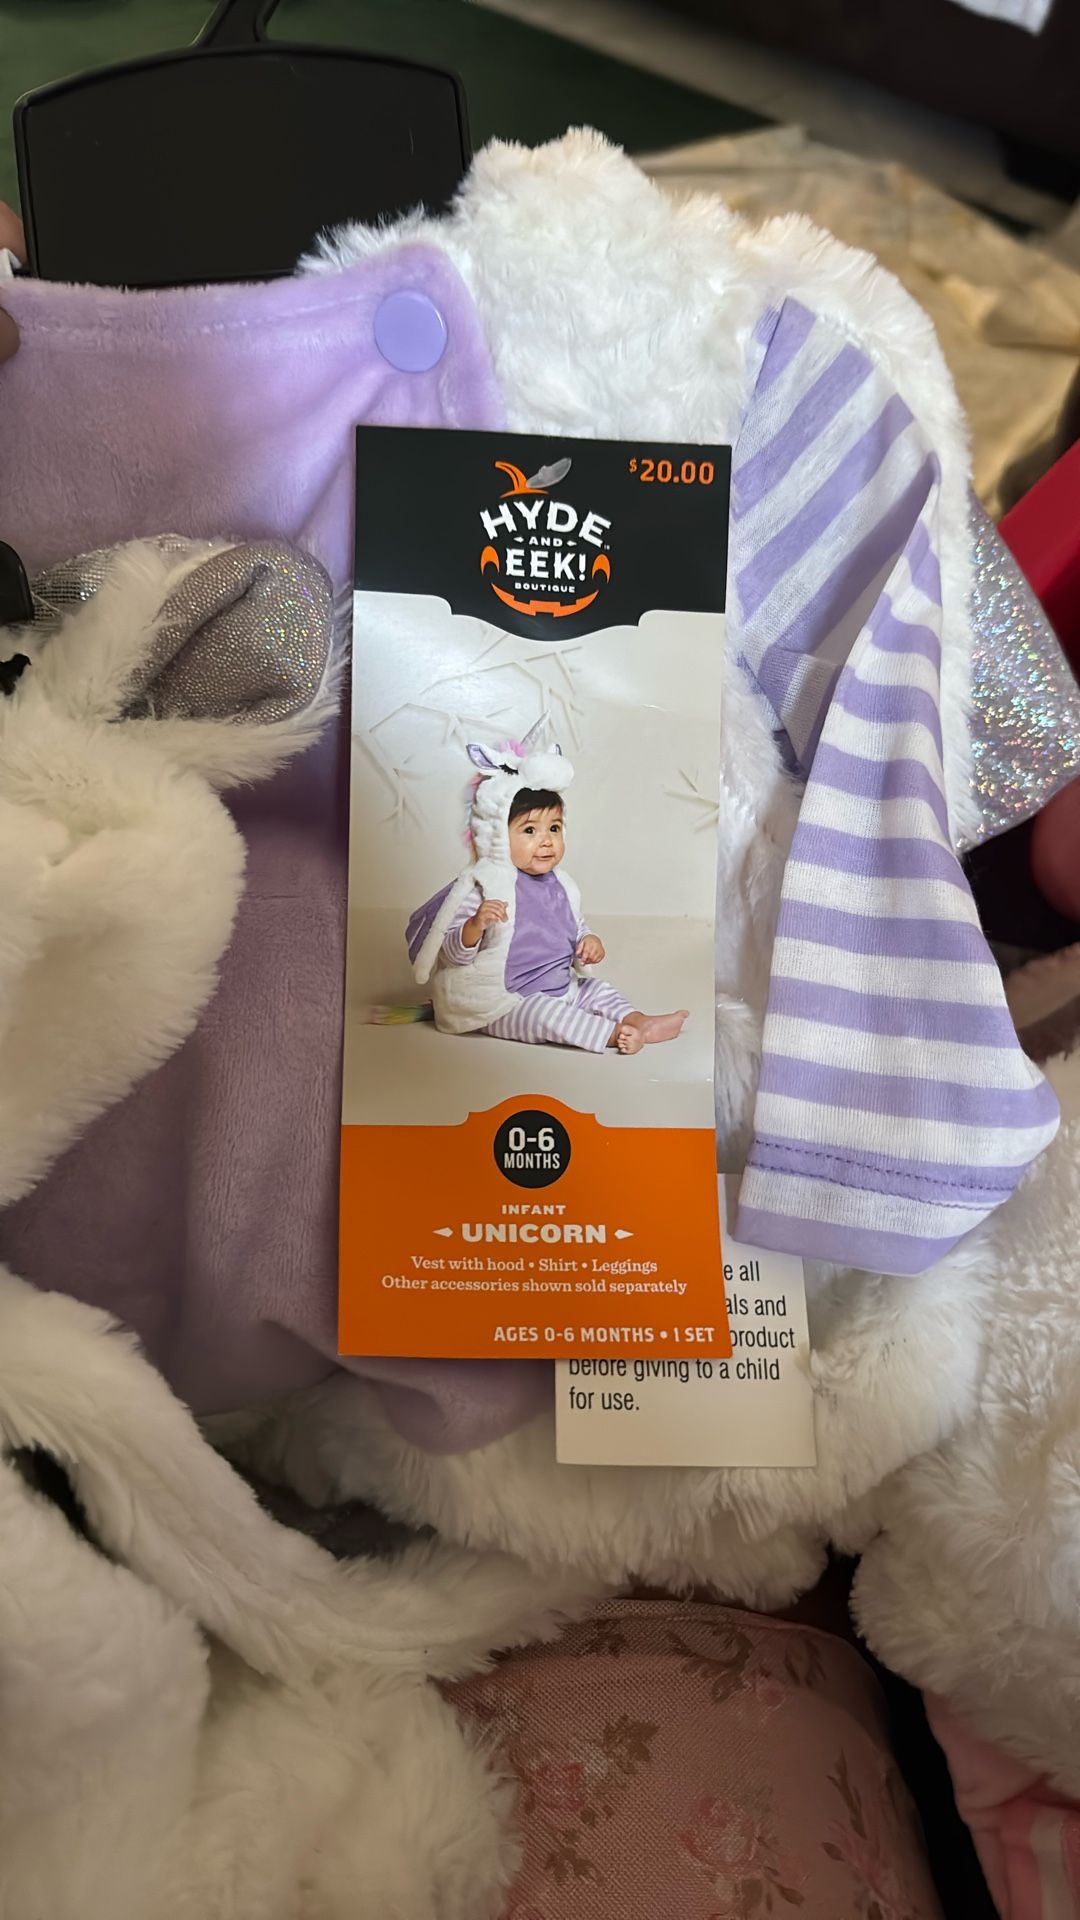 $20.00
HYDE
AND
EEK!
BOUTIQUE
0-6
MONTHS
INFANT
UNICORN
Vest with hood • Shirt • Leggings
Other accessories shown sold separately
AGES 0-6 MONTHS • 1 SET
all
and
product
before giving to a child
for use.